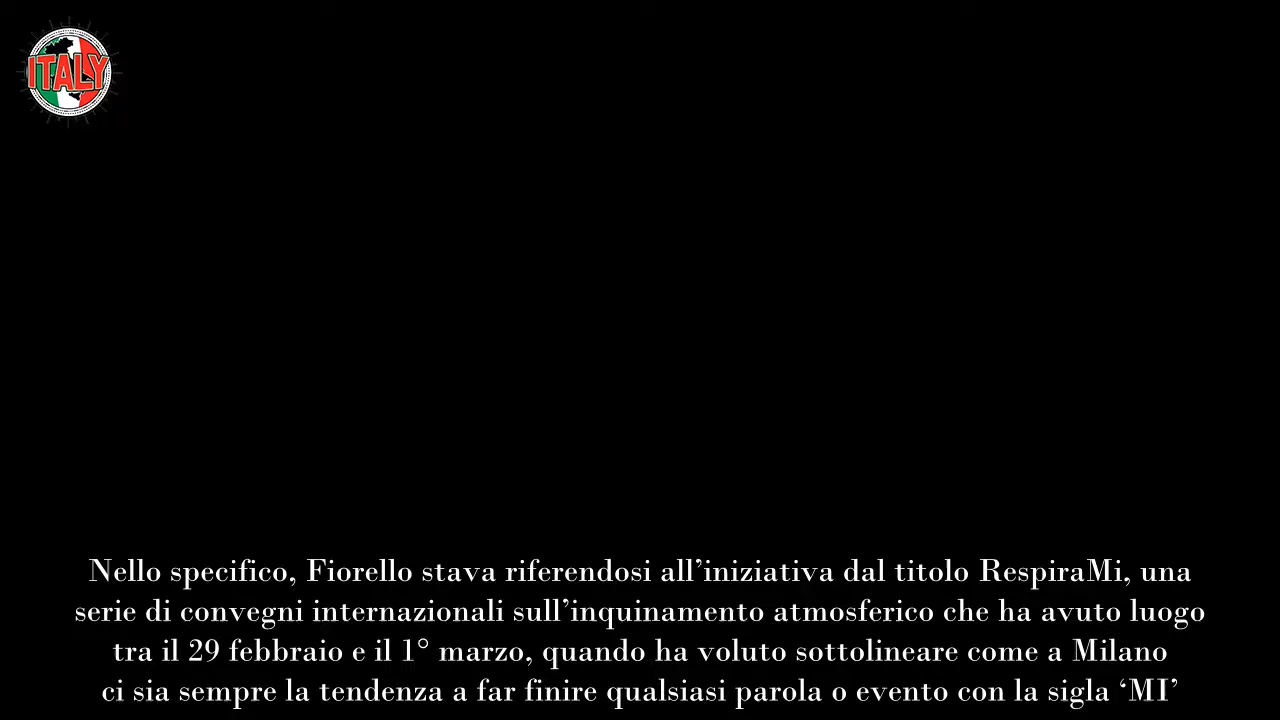 ITALY
Nello specifico, Fiorello stava riferendosi all’iniziativa dal titolo RespiraMi, una
serie di convegni internazionali sull’inquinamento atmosferico che ha avuto luogo
tra il 29 febbraio e il 1° marzo, quando ha voluto sottolineare come a Milano
ci sia sempre la tendenza a far finire qualsiasi parola o evento con la sigla ‘MI’